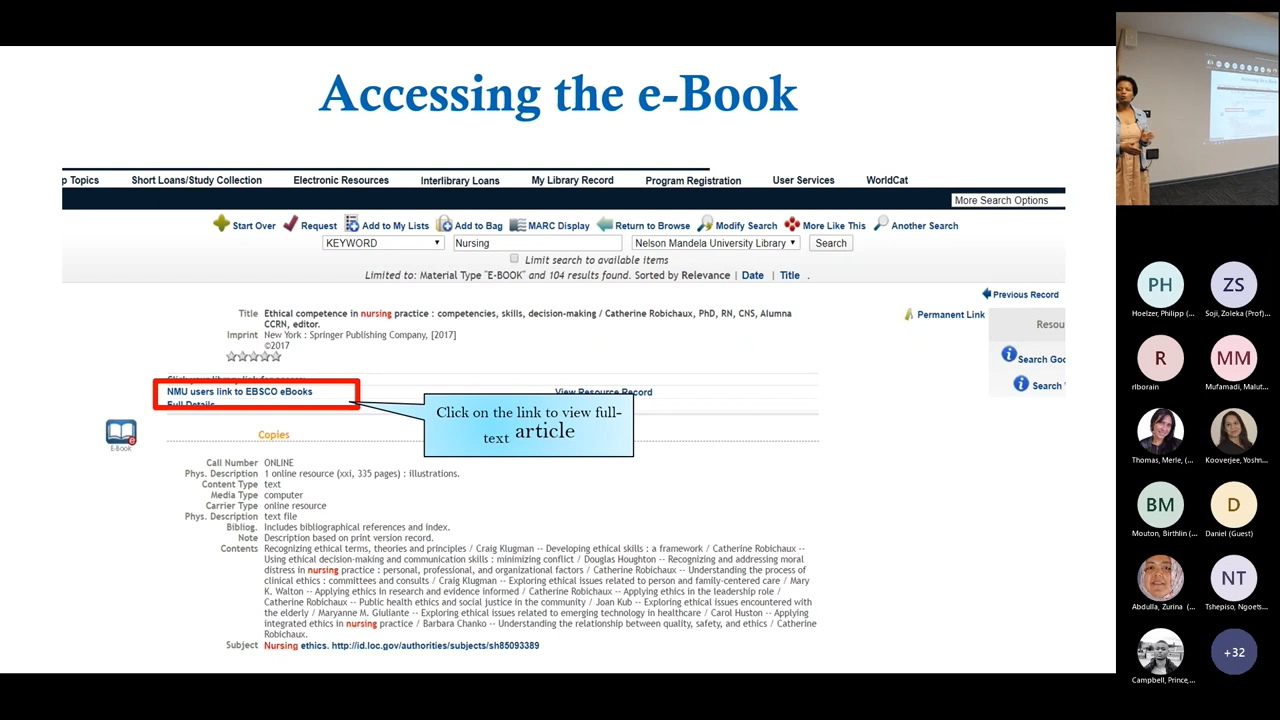 Accessing the e-Book
p Topics Short Loans/Study Collection Electronic Resources Interlibrary Loans My Library Record Program Registration User Services WorldCat
More Search Options
Start Over Request Add to My Lists Add to Bag MARC Display Return to Browse Modify Search More Like This Another Search
KEYWORD Nursing Nelson Mandela University Library Search
Limit search to available items
Limited to: Material Type "E-BOOK" and 104 results found. Sorted by Relevance | Date | Title .
Previous Record
Title Ethical competence in nursing practice : competencies, skills, decision-making / Catherine Robichaux, PhD, RN, CNS, Alumna
CCRN, editor.
Imprint New York : Springer Publishing Company, [2017]
©2017
Permanent Link
Resou
Search Goo
Search
NMU users link to EBSCO eBooks View Resource Record
Full Details
Click on the link to view full-
text article
E-Book
Copies
Call Number ONLINE
Phys. Description 1 online resource (xxi, 335 pages) : illustrations.
Content Type text
Media Type computer
Carrier Type online resource
Phys. Description text file
Bibliog. Includes bibliographical references and index.
Note Description based on print version record.
Contents Recognizing ethical terms, theories and principles / Craig Klugman -- Developing ethical skills : a framework / Catherine Robichaux --
Using ethical decision-making and communication skills : minimizing conflict / Douglas Houghton -- Recognizing and addressing moral
distress in nursing practice : personal, professional, and organizational factors / Catherine Robichaux -- Understanding the process of
clinical ethics : committees and consults / Craig Klugman -- Exploring ethical issues related to person and family-centered care / Mary
K. Walton -- Applying ethics in research and evidence informed / Catherine Robichaux -- Applying ethics in the leadership role /
Catherine Robichaux -- Public health ethics and social justice in the community / Joan Kub -- Exploring ethical issues encountered with
the elderly / Maryanne M. Giuliante -- Exploring ethical issues related to emerging technology in healthcare / Carol Huston -- Applying
integrated ethics in nursing practice / Barbara Chanko -- Understanding the relationship between quality, safety, and ethics / Catherine
Robichaux.
Subject Nursing ethics. http://id.loc.gov/authorities/subjects/sh85093389
PH ZS
Hoelzer, Philipp (... Soji, Zoleka (Prof)...
R MM
rlborain Mufamadi, Malut...
Thomas, Merle, (... Kooverjee, Yoshn...
BM D
Mouton, Birthlin (... Daniel (Guest)
NT
Abdulla, Zurina (... Tshepiso, Ngoets...
+32
Campbell, Prince,...